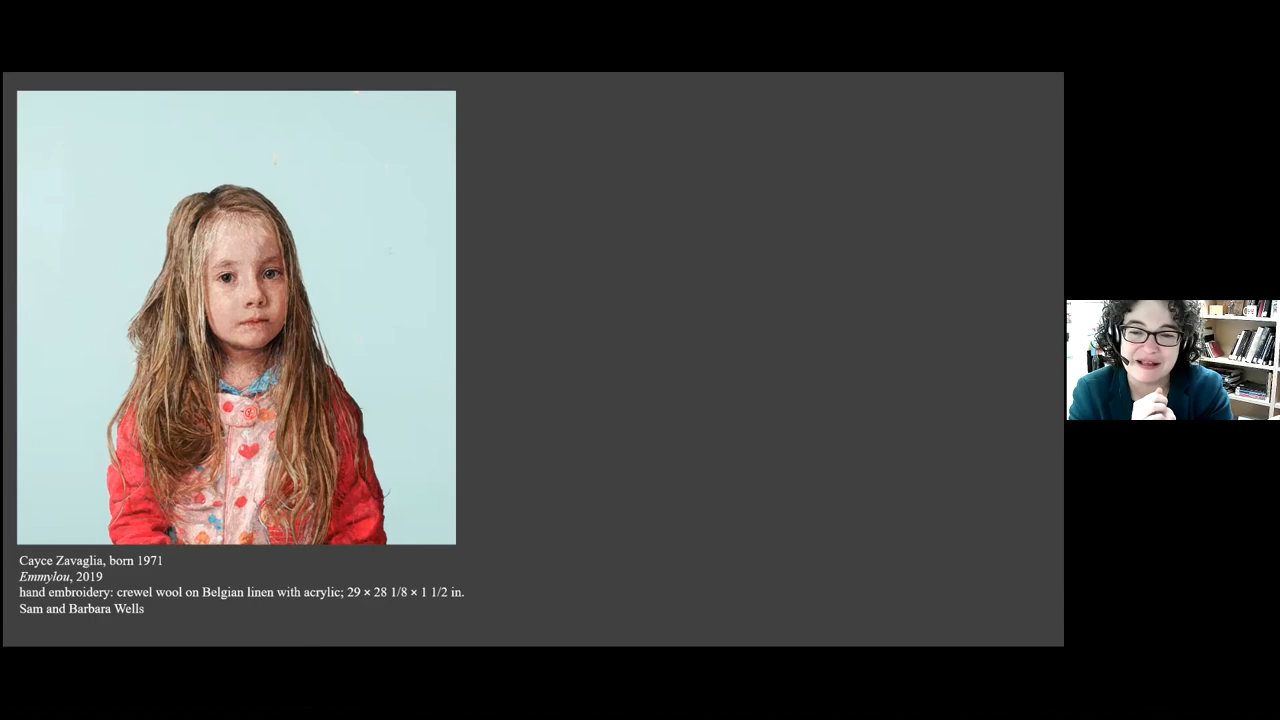 Cayce Zavaglia, born 1971
Emmylou, 2019
hand embroidery: crewel wool on Belgian linen with acrylic; 29 × 28 1/8 × 1 1/2 in.
Sam and Barbara Wells